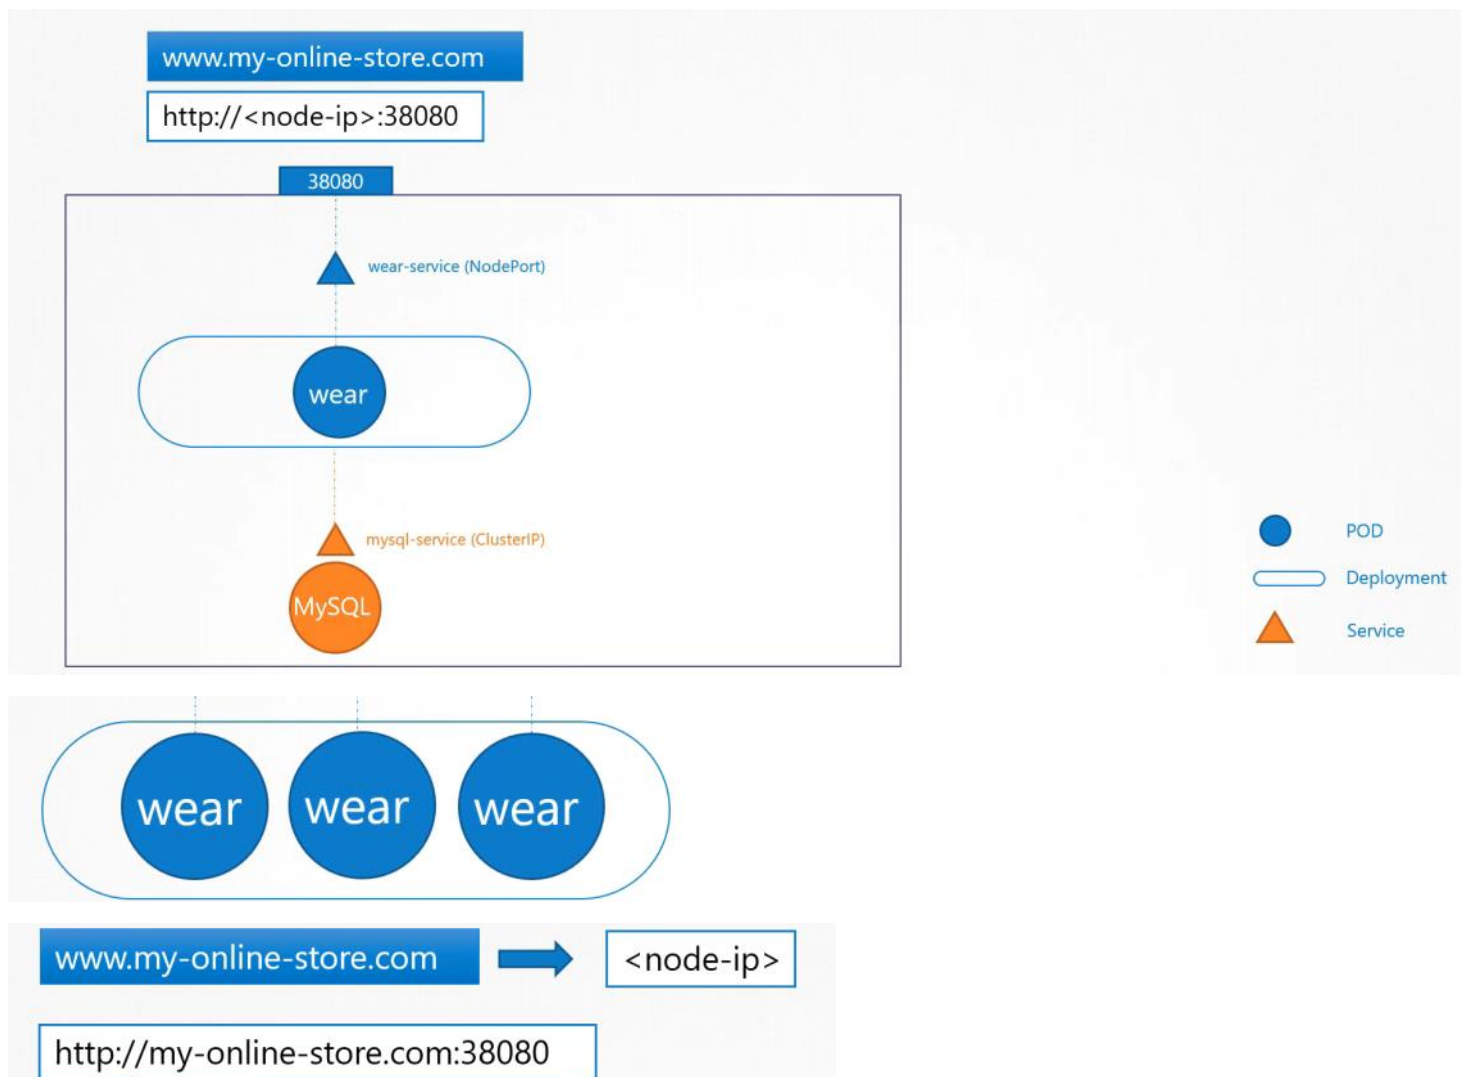 www.my-online-store.com
http://<node-ip>:38080
38080
wear-service (NodePort)
wear
mysql-service (ClusterIP)
MySQL
POD
Deployment
Service
wear wear wear
www.my-online-store.com <node-ip>
http://my-online-store.com:38080